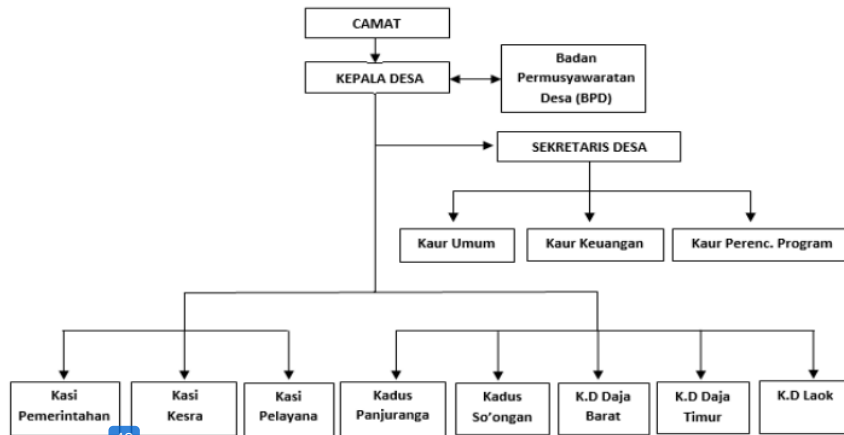 CAMAT
KEPALA DESA
Badan
Permusyawaratan
Desa (BPD)
SEKRETARIS DESA
Kaur Umum
Kaur Keuangan
Kaur Perenc. Program
Kasi
Pemerintahan
Kasi
Kesra
Kasi
Pelayana
Kadus
Panjuranga
Kadus
So’ongan
K.D Daja
Barat
K.D Daja
Timur
K.D Laok